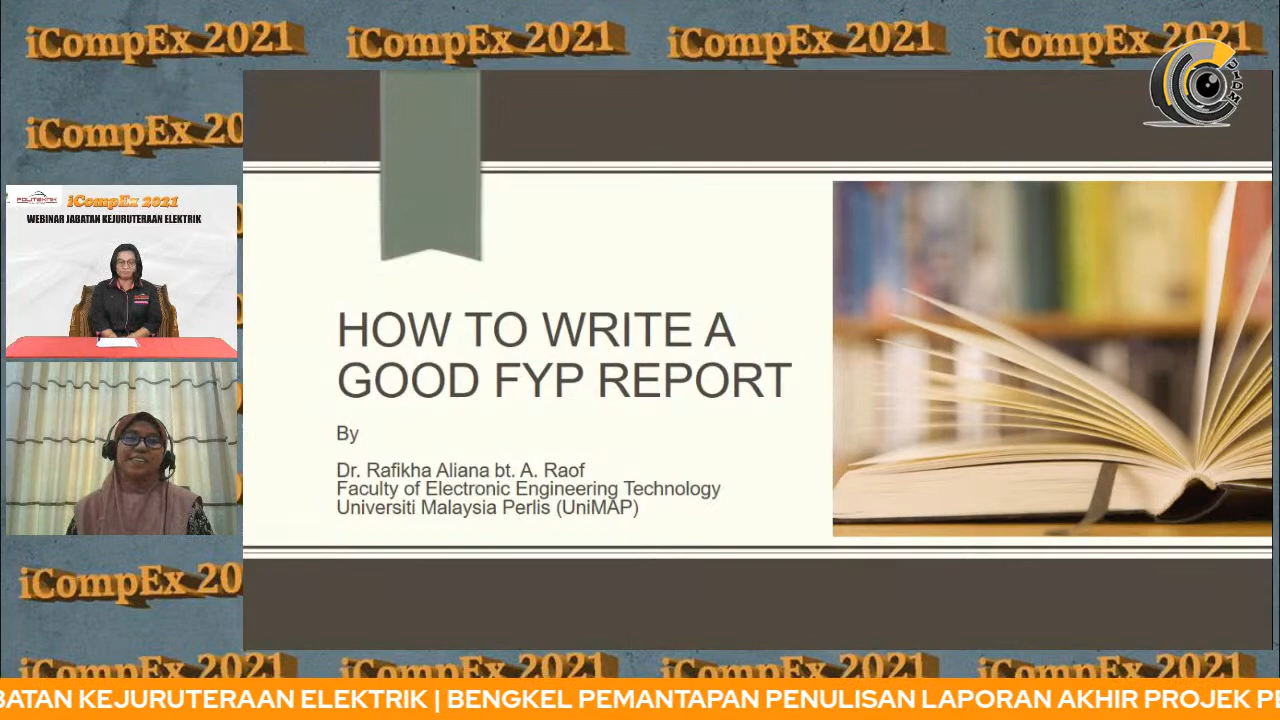 iCompEx 2021 iCompEx 2021 iCompEx 2021 iCompEx 2021
iCompEx 20
POLITEKNIK iCompEx 2021
WEBINAR JABATAN KEJURUTERAAN ELEKTRIK
HOW TO WRITE A
GOOD FYP REPORT
By
Dr. Rafikha Aliana bt. A. Raof
Faculty of Electronic Engineering Technology
Universiti Malaysia Perlis (UniMAP)
iCompEx 20
iCompEx 2021 iCompEx 2021 iCompEx 2021 iCompEx 2021
BATAN KEJURUTERAAN ELEKTRIK | BENGKEL PEMANTAPAN PENULISAN LAPORAN AKHIR PROJEK PE